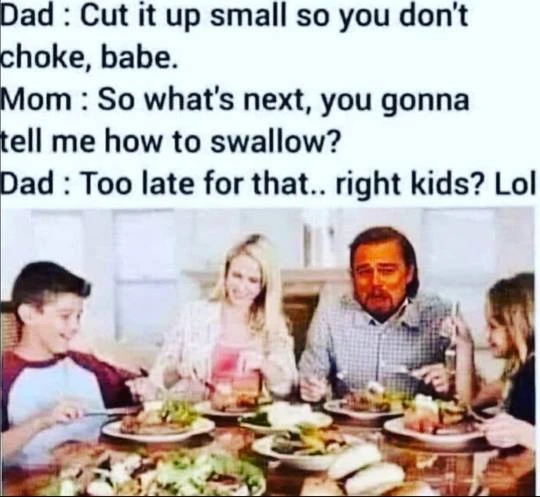 Dad : Cut it up small so you don't
choke, babe.
Mom : So what's next, you gonna
tell me how to swallow?
Dad : Too late for that.. right kids? Lol